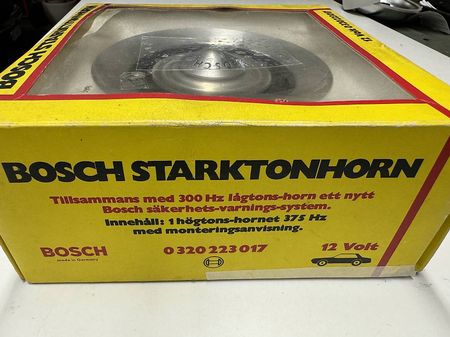 BOSCH
BOSCH STARKTONHORN
Tillsammans med 300 Hz lågtons-horn ett nytt
Bosch säkerhets-varnings-system.
Innehåll: 1 högtons-hornet 375 Hz
med monteringsanvisning.
BOSCH
made in Germany
0 320 223 017
12 Volt